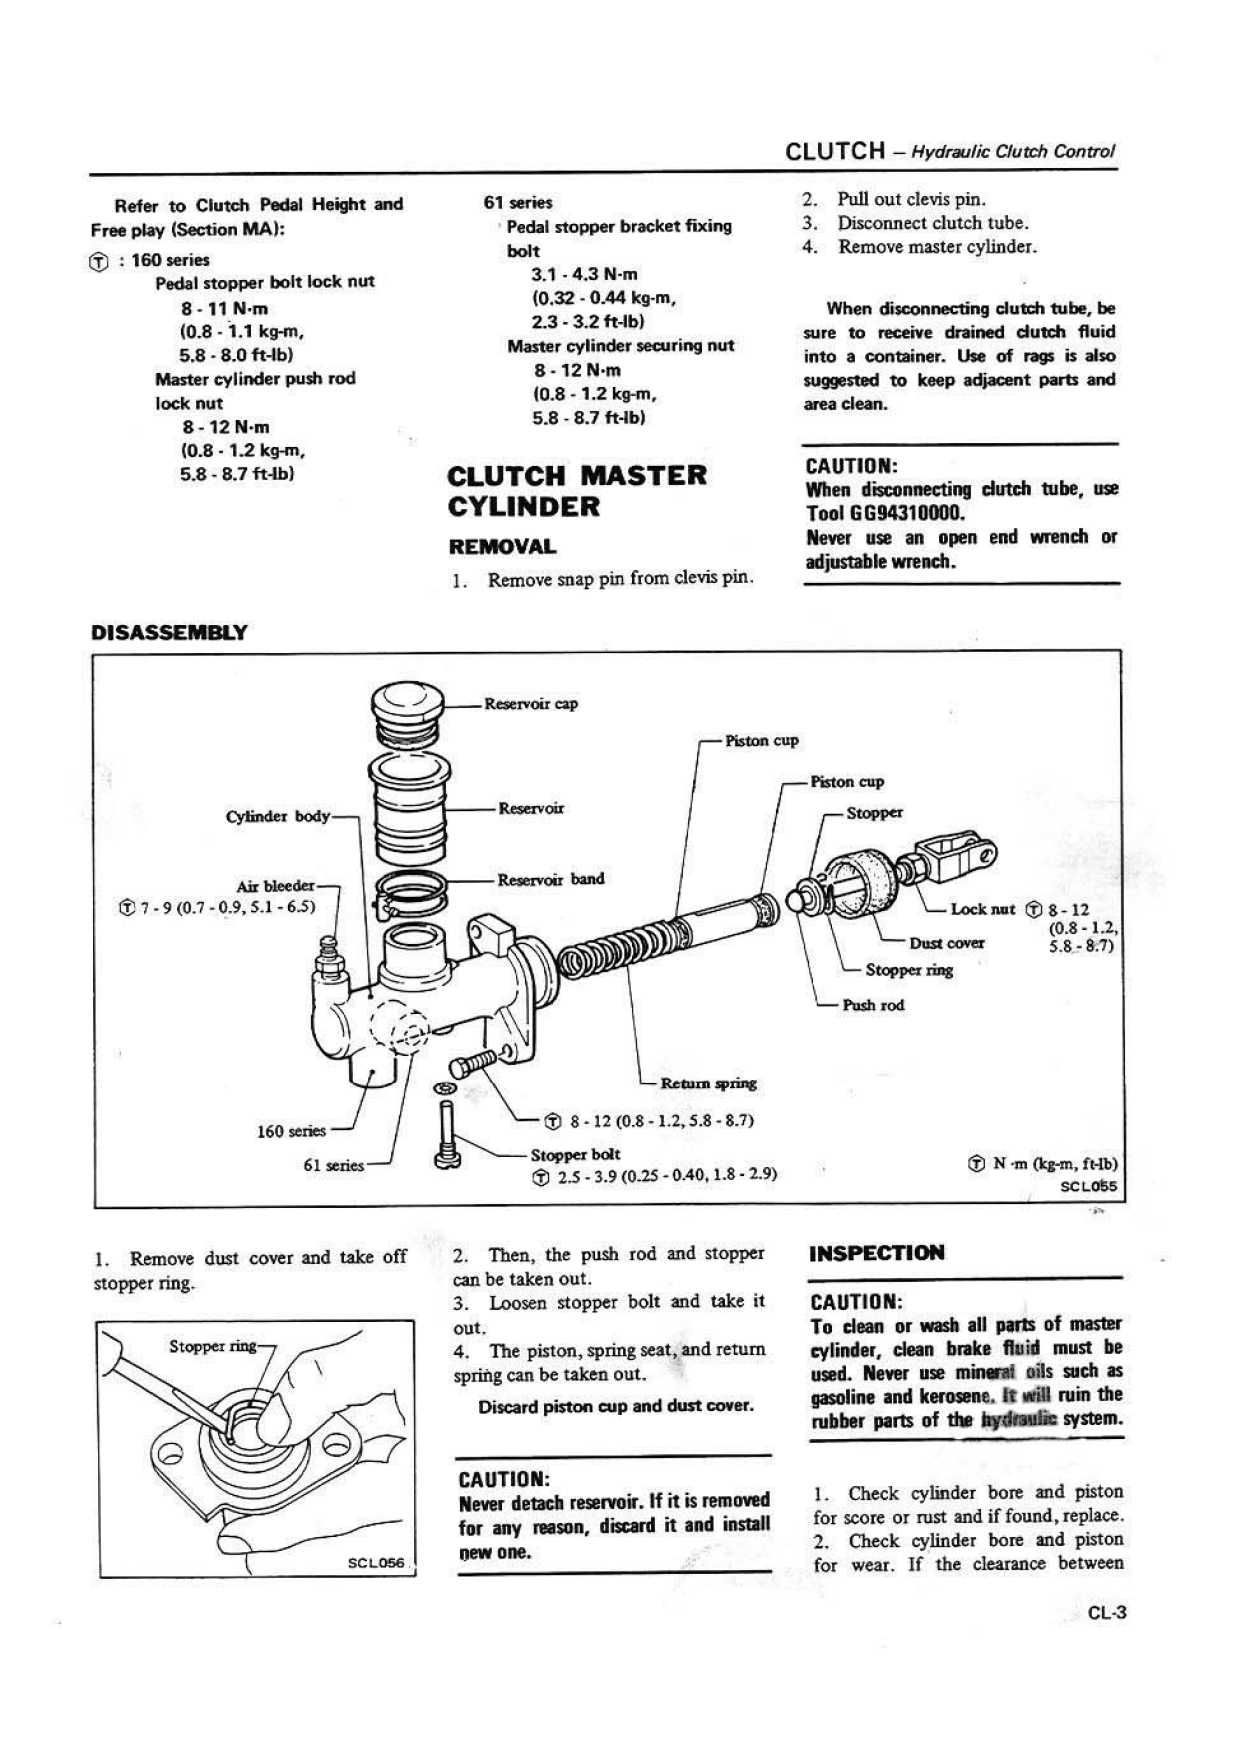 CLUTCH – Hydraulic Clutch Control
Refer to Clutch Pedal Height and
Free play (Section MA):
Ⓣ : 160 series
Pedal stopper bolt lock nut
8 - 11 N·m
(0.8 - 1.1 kg-m,
5.8 - 8.0 ft-lb)
Master cylinder push rod
lock nut
8 - 12 N·m
(0.8 - 1.2 kg-m,
5.8 - 8.7 ft-lb)
61 series
Pedal stopper bracket fixing
bolt
3.1 - 4.3 N·m
(0.32 - 0.44 kg-m,
2.3 - 3.2 ft-lb)
Master cylinder securing nut
8 - 12 N·m
(0.8 - 1.2 kg-m,
5.8 - 8.7 ft-lb)
CLUTCH MASTER
CYLINDER
REMOVAL
1. Remove snap pin from clevis pin.
2. Pull out clevis pin.
3. Disconnect clutch tube.
4. Remove master cylinder.
When disconnecting clutch tube, be
sure to receive drained clutch fluid
into a container. Use of rags is also
suggested to keep adjacent parts and
area clean.
CAUTION:
When disconnecting clutch tube, use
Tool GG94310000.
Never use an open end wrench or
adjustable wrench.
DISASSEMBLY
Reservoir cap
Piston cup
Piston cup
Stopper
Reservoir
Cylinder body
Reservoir band
Air bleeder
Ⓣ 7 - 9 (0.7 - 0.9, 5.1 - 6.5)
Lock nut Ⓣ 8 - 12
(0.8 - 1.2,
5.8 - 8.7)
Dust cover
Stopper ring
Push rod
Return spring
Ⓣ 8 - 12 (0.8 - 1.2, 5.8 - 8.7)
160 series
61 series
Stopper bolt
Ⓣ 2.5 - 3.9 (0.25 - 0.40, 1.8 - 2.9)
Ⓣ N·m (kg-m, ft-lb)
SCL055
1. Remove dust cover and take off
stopper ring.
Stopper ring
SCL056
2. Then, the push rod and stopper
can be taken out.
3. Loosen stopper bolt and take it
out.
4. The piston, spring seat, and return
spring can be taken out.
Discard piston cup and dust cover.
CAUTION:
Never detach reservoir. If it is removed
for any reason, discard it and install
new one.
INSPECTION
CAUTION:
To clean or wash all parts of master
cylinder, clean brake fluid must be
used. Never use mineral oils such as
gasoline and kerosene. It will ruin the
rubber parts of the hydraulic system.
1. Check cylinder bore and piston
for score or rust and if found, replace.
2. Check cylinder bore and piston
for wear. If the clearance between
CL-3